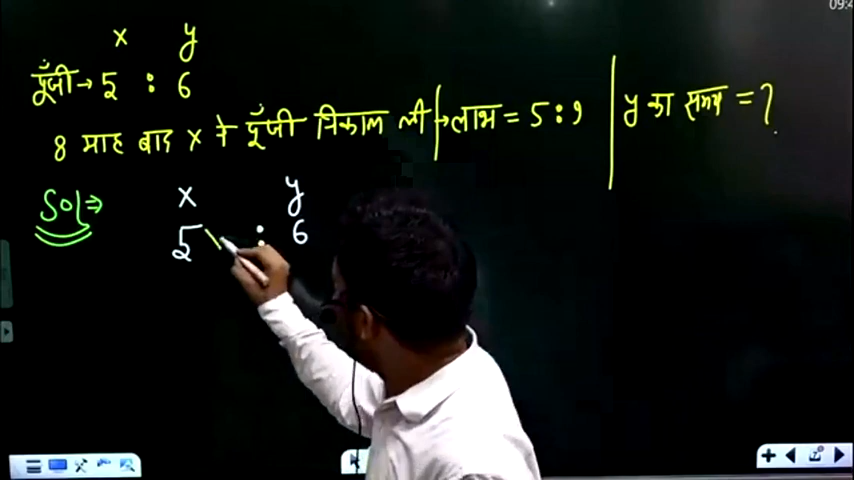 x y
पूँजी → 5 : 6
8 माह बाद x ने पूँजी निकाल ली → लाभ = 5 : 9 y का समय = ?
Sol ⇒ x y
5 : 6